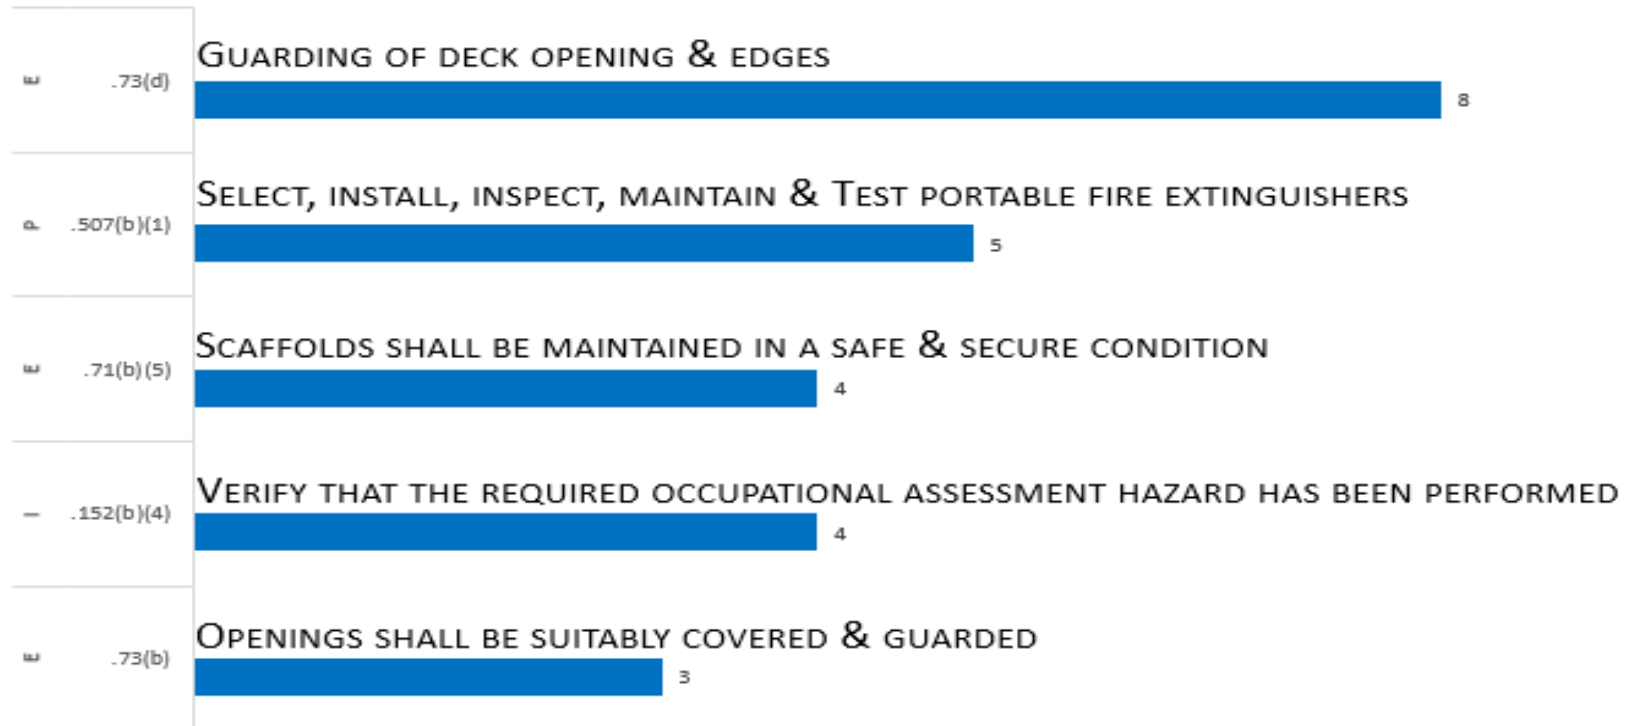 GUARDING OF DECK OPENING & EDGES
E .73(d) 8
SELECT, INSTALL, INSPECT, MAINTAIN & TEST PORTABLE FIRE EXTINGUISHERS
P .507(b)(1) 5
SCAFFOLDS SHALL BE MAINTAINED IN A SAFE & SECURE CONDITION
E .71(b)(5) 4
VERIFY THAT THE REQUIRED OCCUPATIONAL ASSESSMENT HAZARD HAS BEEN PERFORMED
I .152(b)(4) 4
OPENINGS SHALL BE SUITABLY COVERED & GUARDED
E .73(b) 3